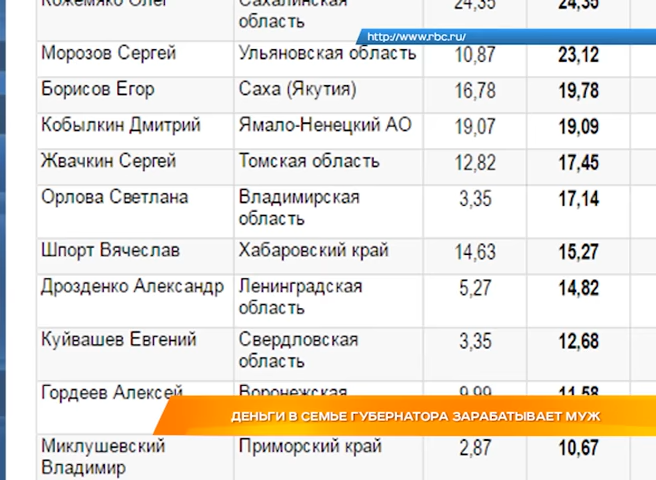 Кожемяко Олег Сахалинская 24,35 24,35
область
http://www.rbc.ru/
Морозов Сергей Ульяновская область 10,87 23,12
Борисов Егор Саха (Якутия) 16,78 19,78
Кобылкин Дмитрий Ямало-Ненецкий АО 19,07 19,09
Жвачкин Сергей Томская область 12,82 17,45
Орлова Светлана Владимирская 3,35 17,14
область
Шпорт Вячеслав Хабаровский край 14,63 15,27
Дрозденко Александр Ленинградская 5,27 14,82
область
Куйвашев Евгений Свердловская 3,35 12,68
область
Гордеев Алексей Воронежская 9,99 11,58
ДЕНЬГИ В СЕМЬЕ ГУБЕРНАТОРА ЗАРАБАТЫВАЕТ МУЖ
Миклушевский Приморский край 2,87 10,67
Владимир